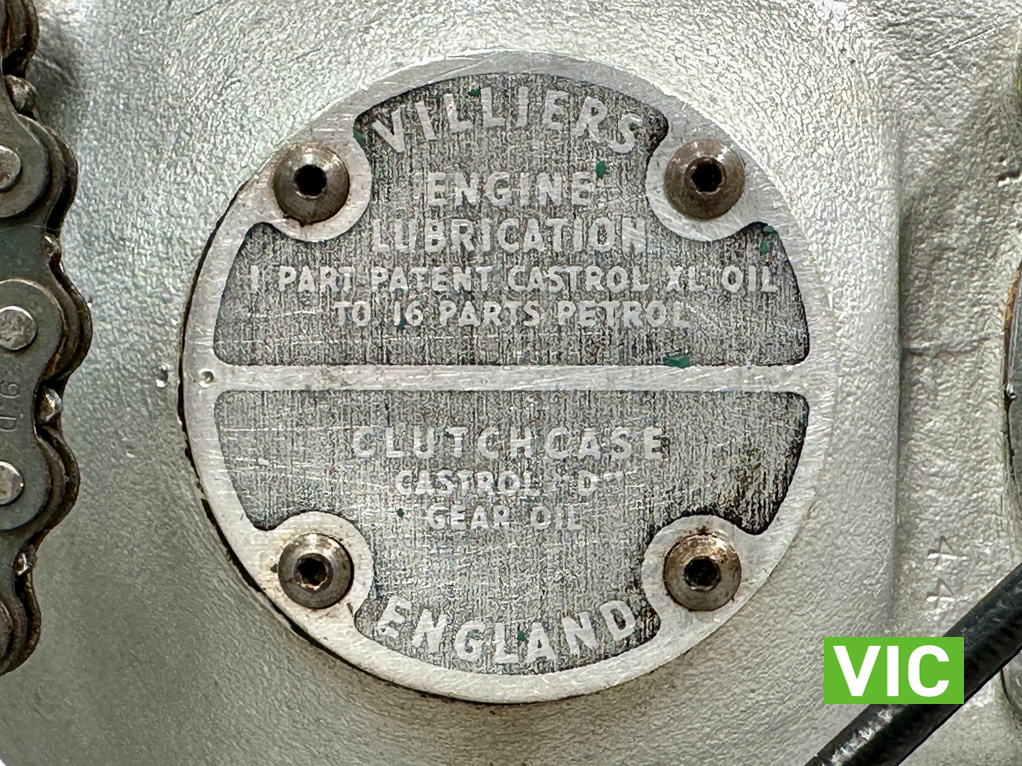 VILLIERS
ENGINE
LUBRICATION
1 PART PATENT CASTROL XL OIL
TO 16 PARTS PETROL
CLUTCHCASE
CASTROL "D"
GEAR OIL
ENGLAND
44
VIC